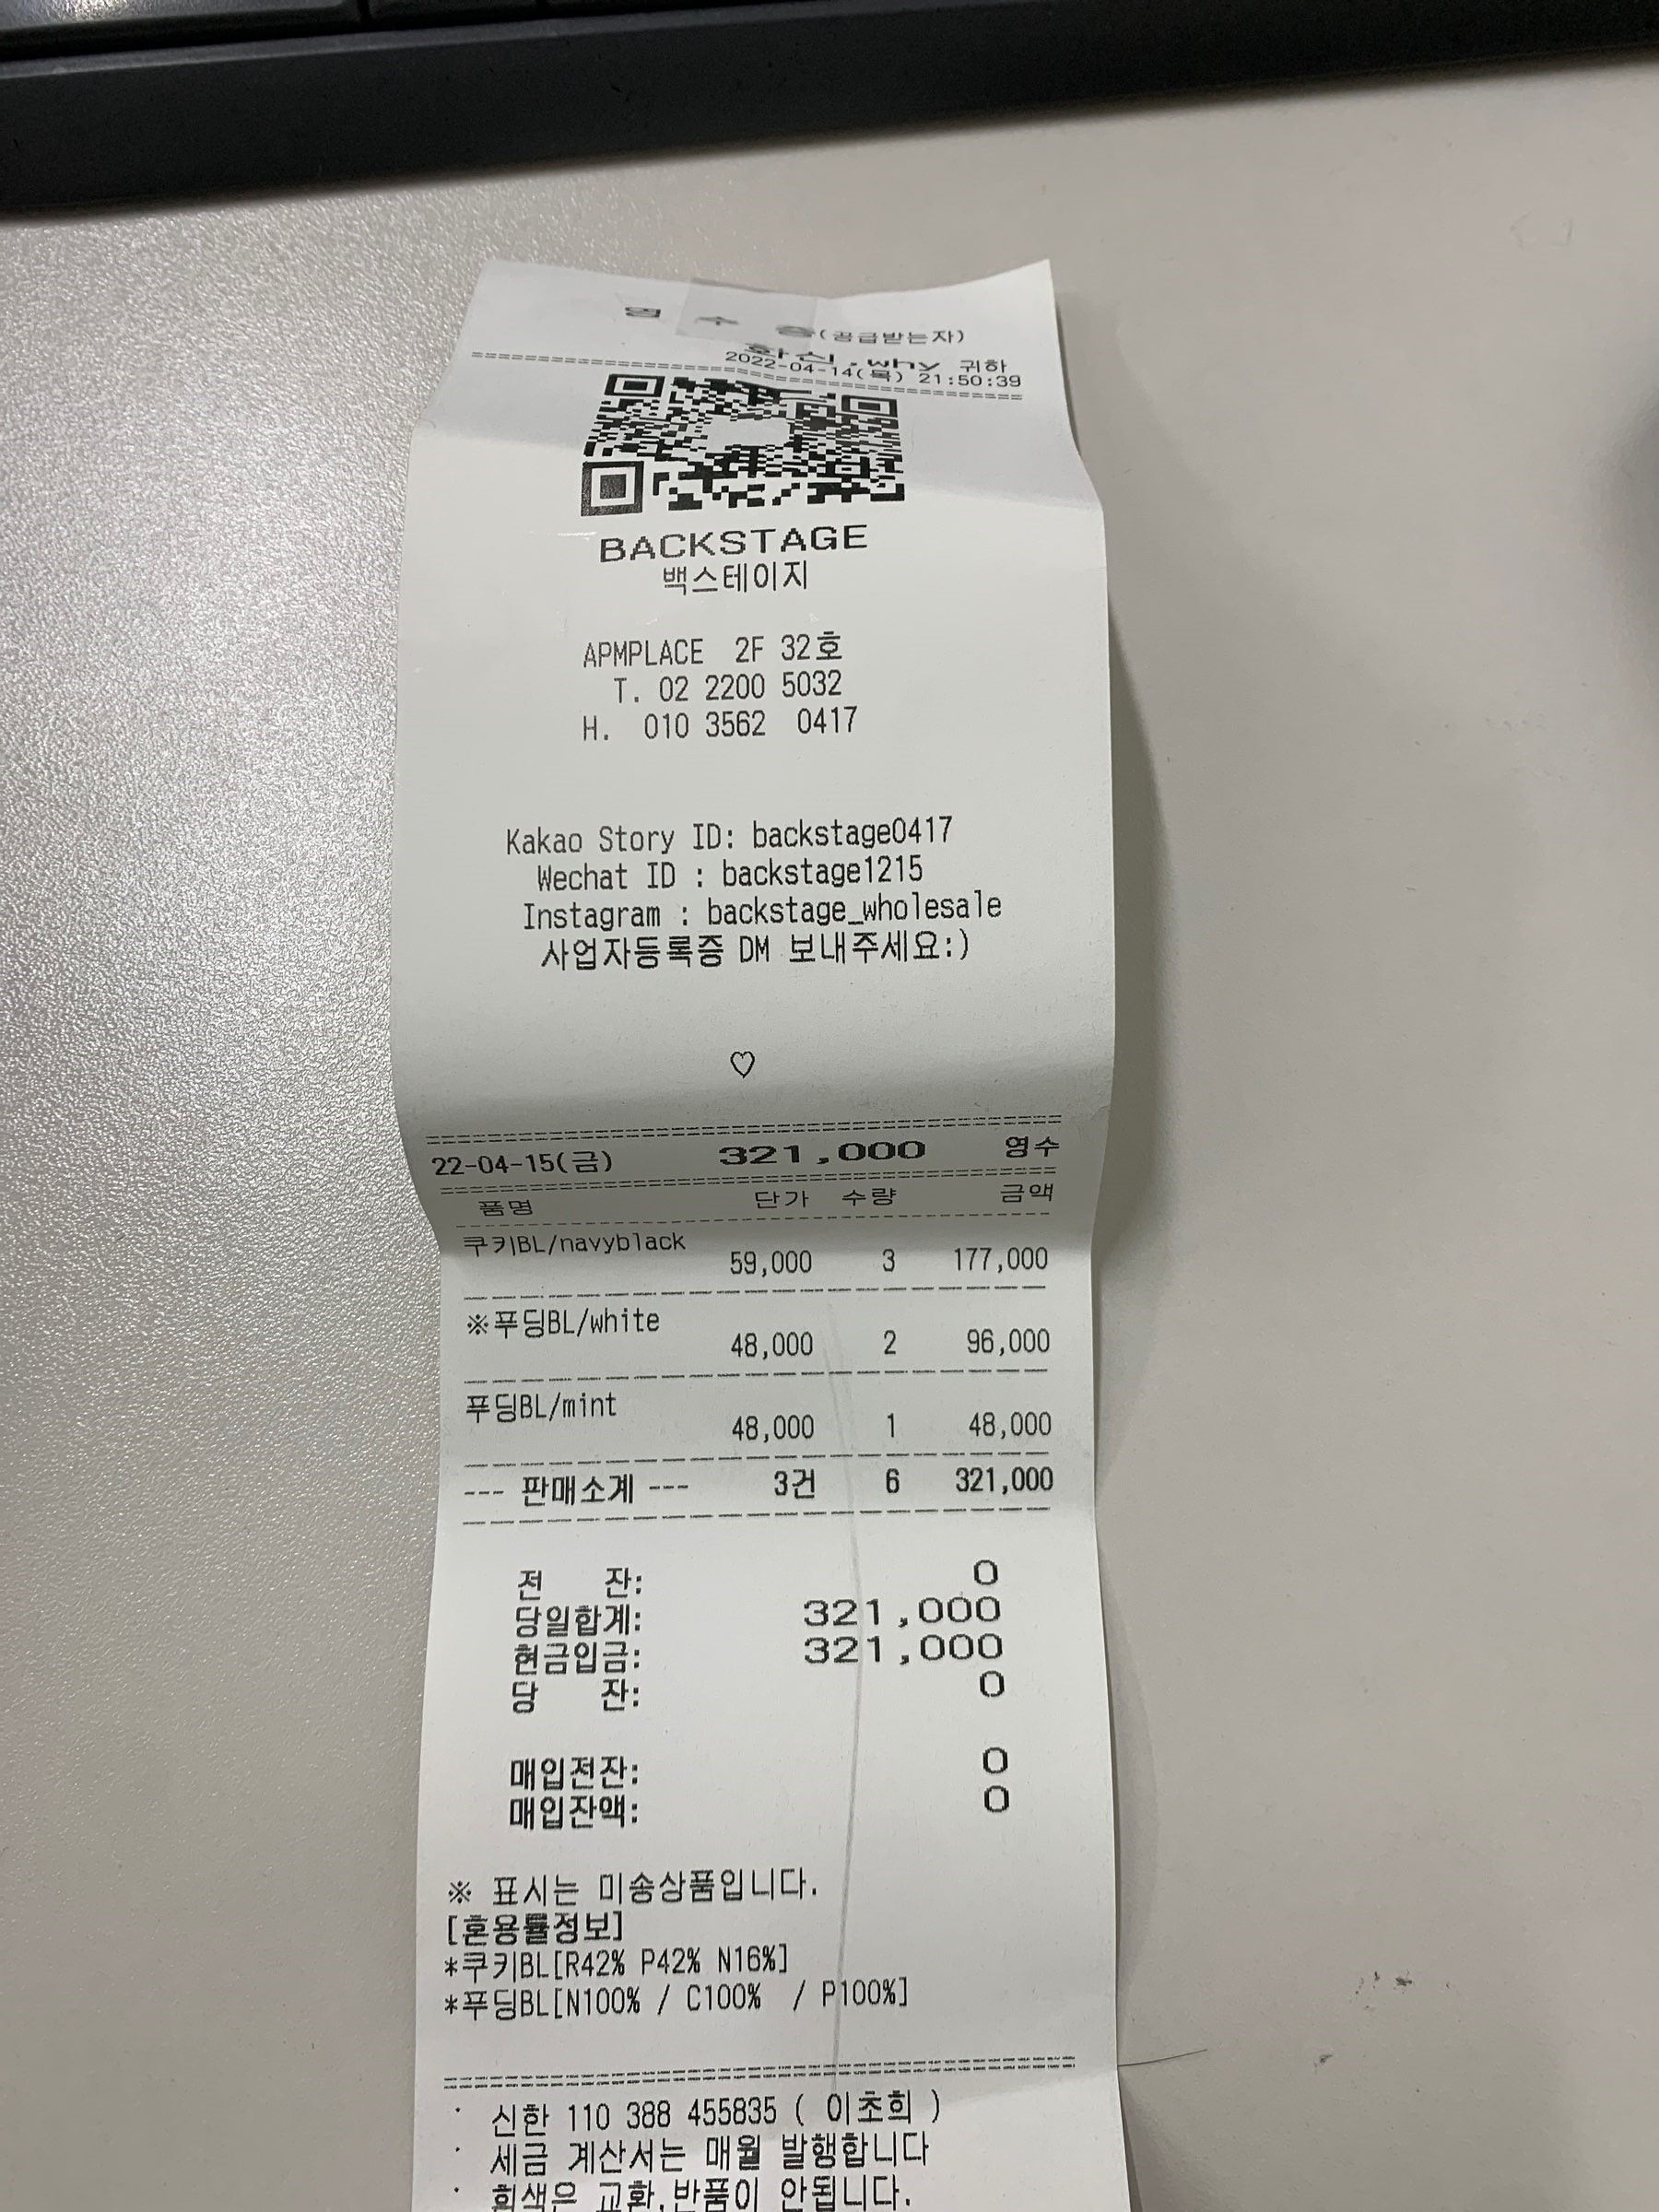 영 수 증(공급받는자)
화신.why 귀하
2022-04-14(목) 21:50:39
BACKSTAGE
백스테이지
APMPLACE 2F 32호
T. 02 2200 5032
H. 010 3562 0417
Kakao Story ID: backstage0417
Wechat ID : backstage1215
Instagram : backstage_wholesale
사업자등록증 DM 보내주세요:)
♡
22-04-15(금) 321,000 영수
품명 단가 수량 금액
쿠키BL/navyblack
59,000 3 177,000
※푸딩BL/white
48,000 2 96,000
푸딩BL/mint
48,000 1 48,000
--- 판매소계 --- 3건 6 321,000
전 잔: 0
당일합계: 321,000
현금입금: 321,000
당 잔: 0
매입전잔: 0
매입잔액: 0
※ 표시는 미송상품입니다.
[혼용률정보]
*쿠키BL[R42% P42% N16%]
*푸딩BL[N100% / C100% / P100%]
· 신한 110 388 455835 ( 이초희 )
· 세금 계산서는 매월 발행합니다
· 흰색은 교환,반품이 안됩니다.